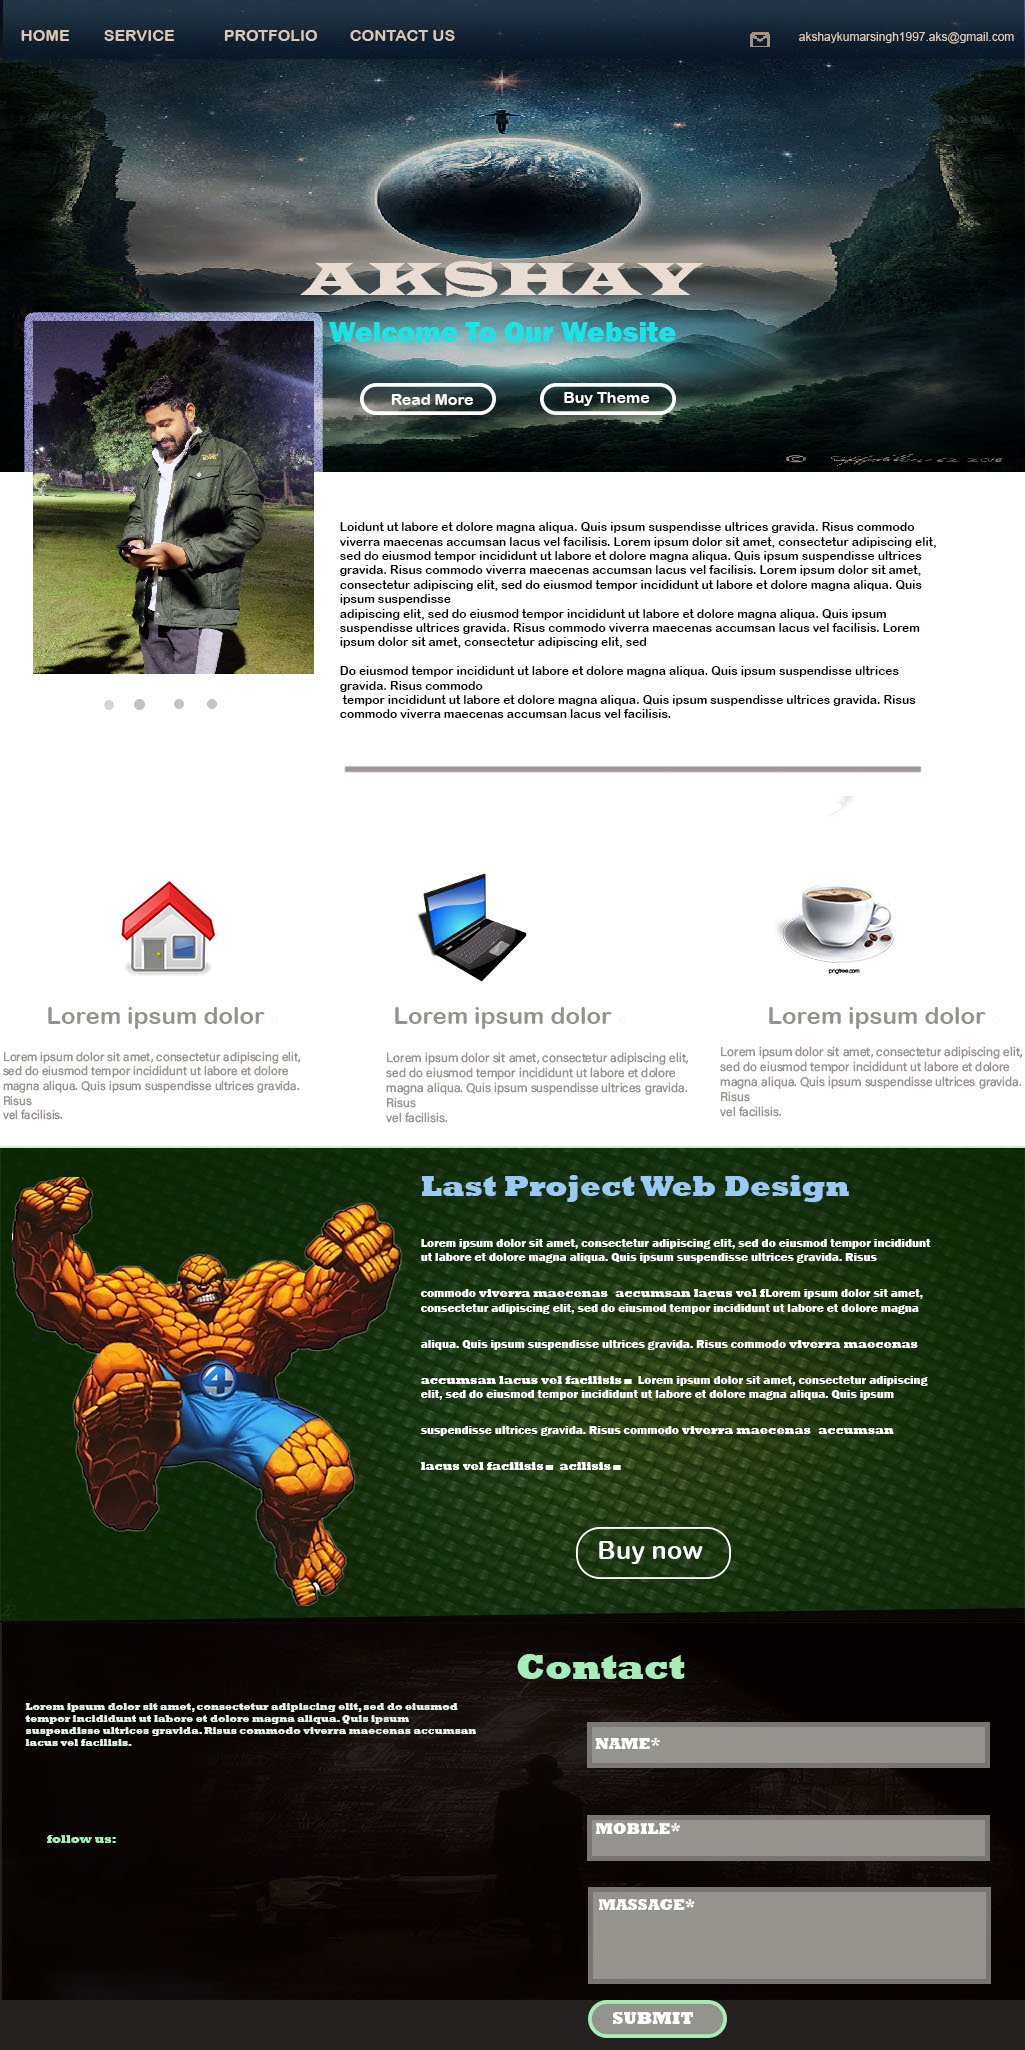 HOME SERVICE PROTFOLIO CONTACT US akshaykumarsingh1997.aks@gmail.com
AKSHAY
Welcome To Our Website
Read More Buy Theme
2018
Loidunt ut labore et dolore magna aliqua. Quis ipsum suspendisse ultrices gravida. Risus commodo
viverra maecenas accumsan lacus vel facilisis. Lorem ipsum dolor sit amet, consectetur adipiscing elit,
sed do eiusmod tempor incididunt ut labore et dolore magna aliqua. Quis ipsum suspendisse ultrices
gravida. Risus commodo viverra maecenas accumsan lacus vel facilisis. Lorem ipsum dolor sit amet,
consectetur adipiscing elit, sed do eiusmod tempor incididunt ut labore et dolore magna aliqua. Quis
ipsum suspendisse
adipiscing elit, sed do eiusmod tempor incididunt ut labore et dolore magna aliqua. Quis ipsum
suspendisse ultrices gravida. Risus commodo viverra maecenas accumsan lacus vel facilisis. Lorem
ipsum dolor sit amet, consectetur adipiscing elit, sed
Do eiusmod tempor incididunt ut labore et dolore magna aliqua. Quis ipsum suspendisse ultrices
gravida. Risus commodo
tempor incididunt ut labore et dolore magna aliqua. Quis ipsum suspendisse ultrices gravida. Risus
commodo viverra maecenas accumsan lacus vel facilisis.
pngtree.com
Lorem ipsum dolor
Lorem ipsum dolor sit amet, consectetur adipiscing elit,
sed do eiusmod tempor incididunt ut labore et dolore
magna aliqua. Quis ipsum suspendisse ultrices gravida.
Risus
vel facilisis.
Lorem ipsum dolor
Lorem ipsum dolor sit amet, consectetur adipiscing elit,
sed do eiusmod tempor incididunt ut labore et dolore
magna aliqua. Quis ipsum suspendisse ultrices gravida.
Risus
vel facilisis.
Lorem ipsum dolor
Lorem ipsum dolor sit amet, consectetur adipiscing elit,
sed do eiusmod tempor incididunt ut labore et dolore
magna aliqua. Quis ipsum suspendisse ultrices gravida.
Risus
vel facilisis.
4
Last Project Web Design
Lorem ipsum dolor sit amet, consectetur adipiscing elit, sed do eiusmod tempor incididunt
ut labore et dolore magna aliqua. Quis ipsum suspendisse ultrices gravida. Risus
commodo viverra maecenas accumsan lacus vel f.Lorem ipsum dolor sit amet,
consectetur adipiscing elit, sed do eiusmod tempor incididunt ut labore et dolore magna
aliqua. Quis ipsum suspendisse ultrices gravida. Risus commodo viverra maecenas
accumsan lacus vel facilisis. Lorem ipsum dolor sit amet, consectetur adipiscing
elit, sed do eiusmod tempor incididunt ut labore et dolore magna aliqua. Quis ipsum
suspendisse ultrices gravida. Risus commodo viverra maecenas accumsan
lacus vel facilisis. acilisis.
Buy now
Contact
Lorem ipsum dolor sit amet, consectetur adipiscing elit, sed do eiusmod
tempor incididunt ut labore et dolore magna aliqua. Quis ipsum
suspendisse ultrices gravida. Risus commodo viverra maecenas accumsan
lacus vel facilisis.
follow us:
NAME*
MOBILE*
MASSAGE*
SUBMIT